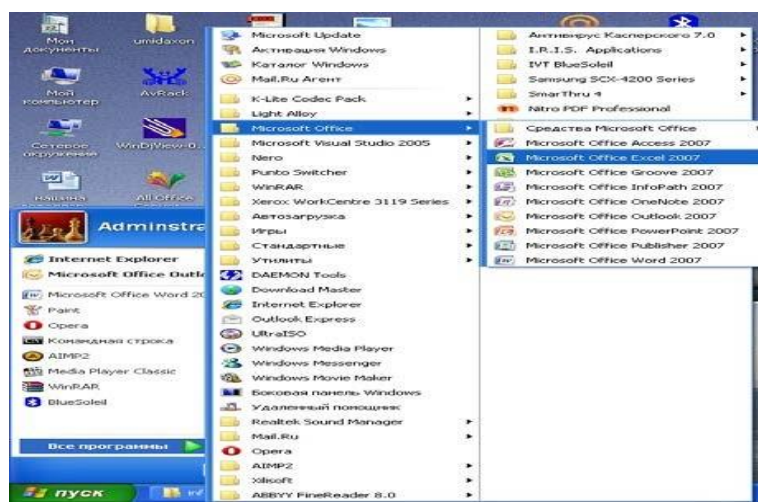 Мои документы
umidaxon
Мой компьютер
AvRack
Сетевое окружение
WinDjView-0...
All Office
Adminstra
Internet Explorer
Microsoft Office Outl
Microsoft Office Word 20
Paint
Opera
Командная строка
AIMP2
Media Player Classic
WinRAR
BlueSoleil
Все программы
пуск
Microsoft Update
Активация Windows
Каталог Windows
Mail.Ru Агент
K-Lite Codec Pack
Light Alloy
Microsoft Office
Microsoft Visual Studio 2005
Nero
Punto Switcher
WinRAR
Xerox WorkCentre 3119 Series
Автозагрузка
Игры
Стандартные
Утилиты
DAEMON Tools
Download Master
Internet Explorer
Outlook Express
UltraISO
Windows Media Player
Windows Messenger
Windows Movie Maker
Боковая панель Windows
Удаленный помощник
Realtek Sound Manager
Mail.Ru
Opera
AIMP2
Xilisoft
ABBYY FineReader 8.0
Антивирус Касперского 7.0
I.R.I.S. Applications
IVT BlueSoleil
Samsung SCX-4200 Series
SmarThru 4
Nitro PDF Professional
Средства Microsoft Office
Microsoft Office Access 2007
Microsoft Office Excel 2007
Microsoft Office Groove 2007
Microsoft Office InfoPath 2007
Microsoft Office OneNote 2007
Microsoft Office Outlook 2007
Microsoft Office PowerPoint 2007
Microsoft Office Publisher 2007
Microsoft Office Word 2007